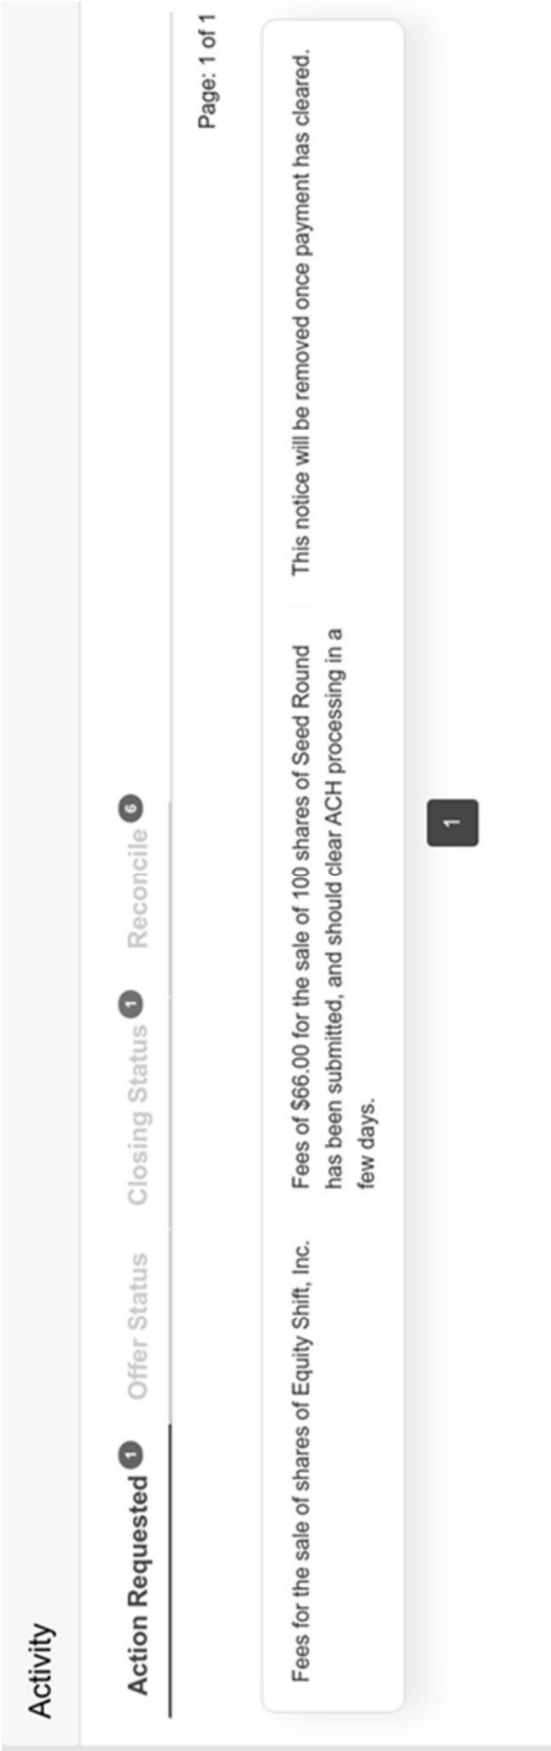 Activity
Action Requested 1 Offer Status Closing Status 1 Reconcile 6
Page: 1 of 1
Fees for the sale of shares of Equity Shift, Inc.
Fees of $66.00 for the sale of 100 shares of Seed Round
has been submitted, and should clear ACH processing in a
few days.
This notice will be removed once payment has cleared.
1